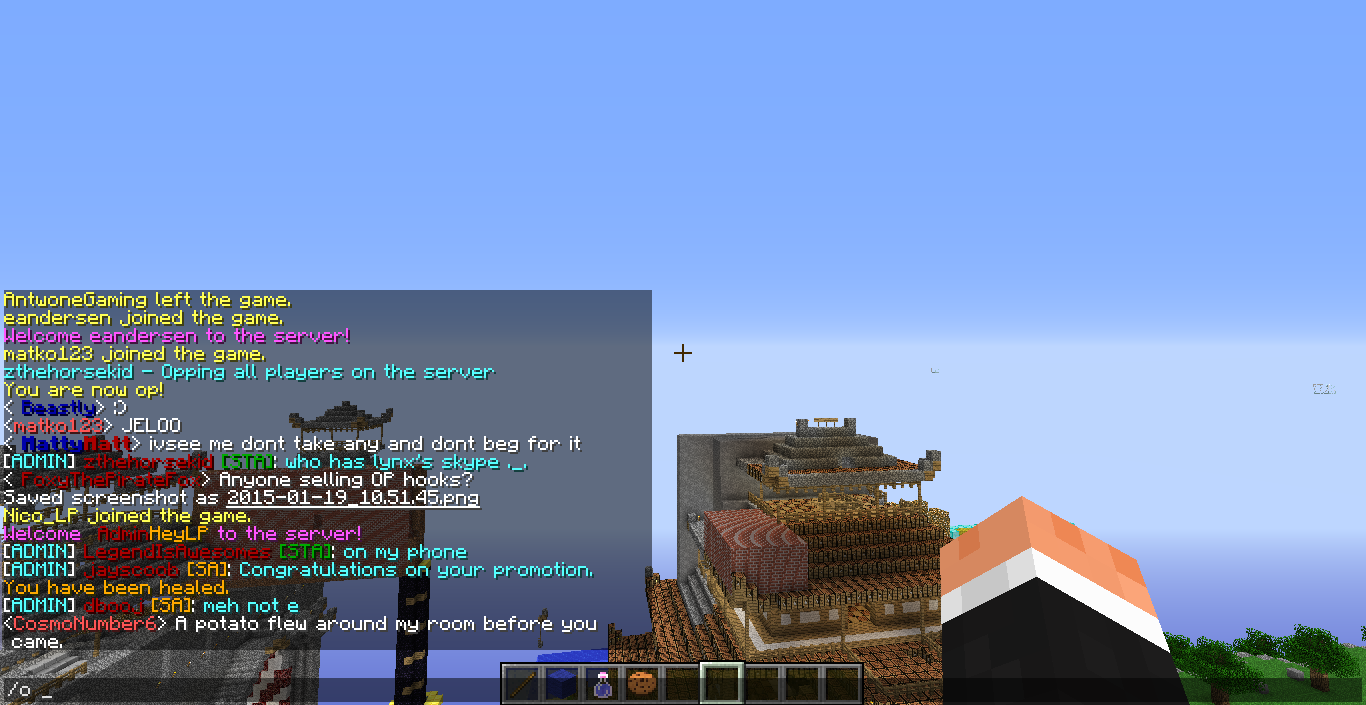 AntwoneGaming left the game.
eandersen joined the game.
Welcome eandersen to the server!
matko123 joined the game.
zthehorsekid - Opping all players on the server
You are now op!
< Beastly> :)
<matko123> JELOO
< MattyMatt> ivsee me dont take any and dont beg for it
[ADMIN] zthehorsekid [STA]: who has lynx's skype ._.
< FoxyThePirateFox> Anyone selling OP hooks?
Saved screenshot as 2015-01-19_10.51.45.png
Nico_LP joined the game.
Welcome AdminHeyLP to the server!
[ADMIN] LegendIsAwesomes [STA]: on my phone
[ADMIN] jayscoob [SA]: Congratulations on your promotion.
You have been healed.
[ADMIN] dbooj [SA]: meh not e
<CosmoNumber6> A potato flew around my room before you
came.
/o _